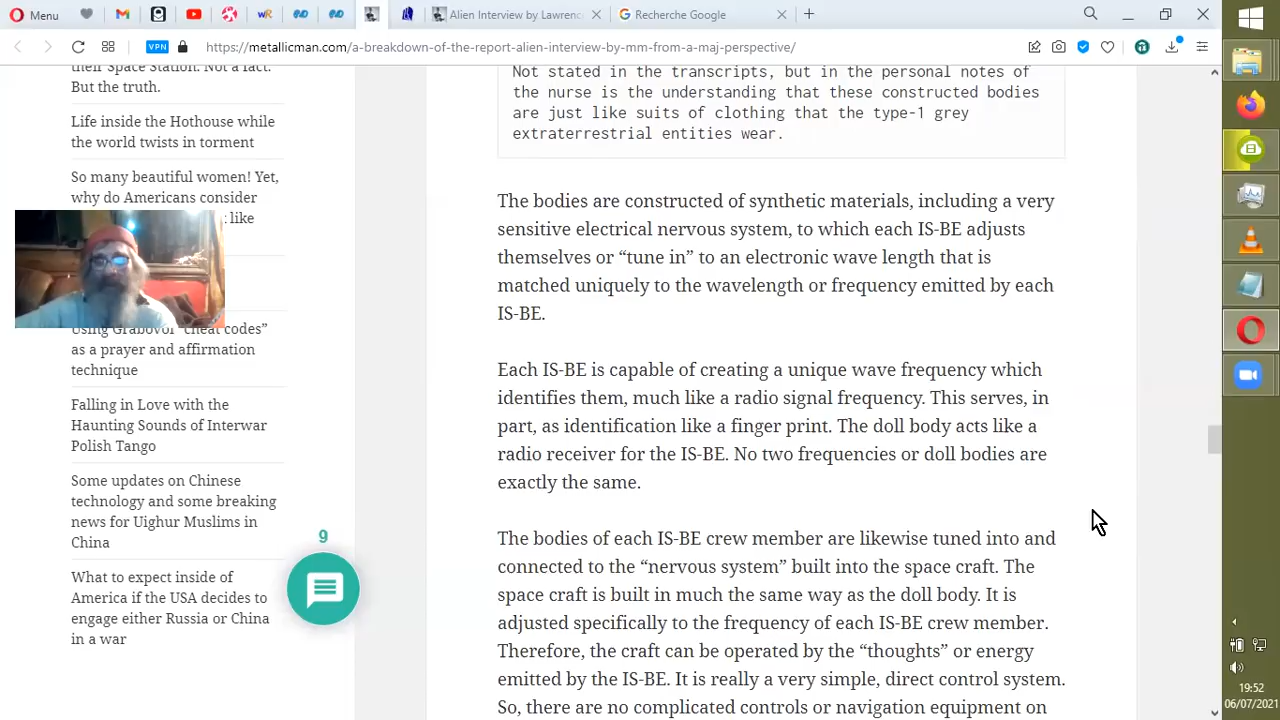 Menu
Alien Interview by Lawrenc
Recherche Google
VPN
https://metallicman.com/a-breakdown-of-the-report-alien-interview-by-mm-from-a-maj-perspective/
their Space Station. Not a fact.
But the truth.
Life inside the Hothouse while
the world twists in torment
So many beautiful women! Yet,
why do Americans consider
: like
Using Grabovoi “cheat codes”
as a prayer and affirmation
technique
Falling in Love with the
Haunting Sounds of Interwar
Polish Tango
Some updates on Chinese
technology and some breaking
news for Uighur Muslims in
China
What to expect inside of
America if the USA decides to
engage either Russia or China
in a war
9
Not stated in the transcripts, but in the personal notes of
the nurse is the understanding that these constructed bodies
are just like suits of clothing that the type-1 grey
extraterrestrial entities wear.
The bodies are constructed of synthetic materials, including a very
sensitive electrical nervous system, to which each IS-BE adjusts
themselves or “tune in” to an electronic wave length that is
matched uniquely to the wavelength or frequency emitted by each
IS-BE.
Each IS-BE is capable of creating a unique wave frequency which
identifies them, much like a radio signal frequency. This serves, in
part, as identification like a finger print. The doll body acts like a
radio receiver for the IS-BE. No two frequencies or doll bodies are
exactly the same.
The bodies of each IS-BE crew member are likewise tuned into and
connected to the “nervous system” built into the space craft. The
space craft is built in much the same way as the doll body. It is
adjusted specifically to the frequency of each IS-BE crew member.
Therefore, the craft can be operated by the “thoughts” or energy
emitted by the IS-BE. It is really a very simple, direct control system.
So, there are no complicated controls or navigation equipment on
19:52
06/07/2021